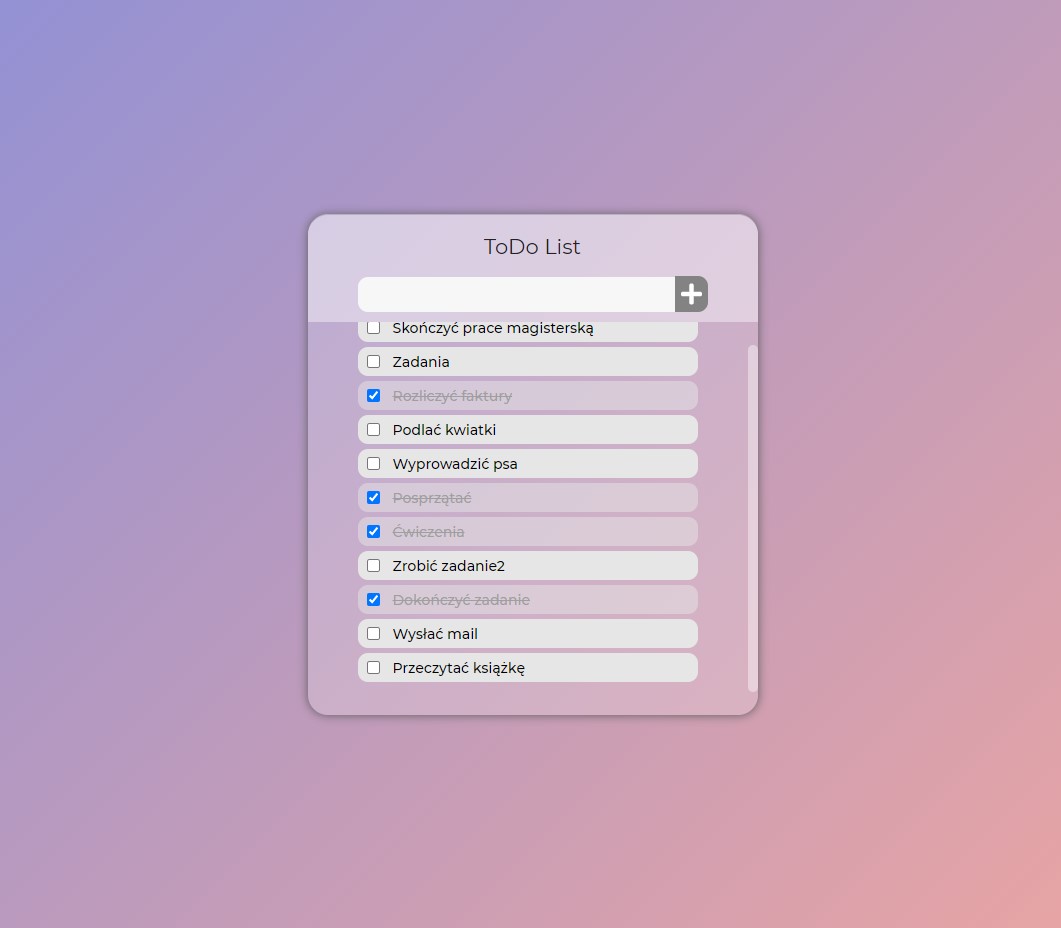 ToDo List
Skończyć prace magisterską
Zadania
Rozliczyć faktury
Podlać kwiatki
Wyprowadzić psa
Posprzątać
Ćwiczenia
Zrobić zadanie2
Dokończyć zadanie
Wysłać mail
Przeczytać książkę